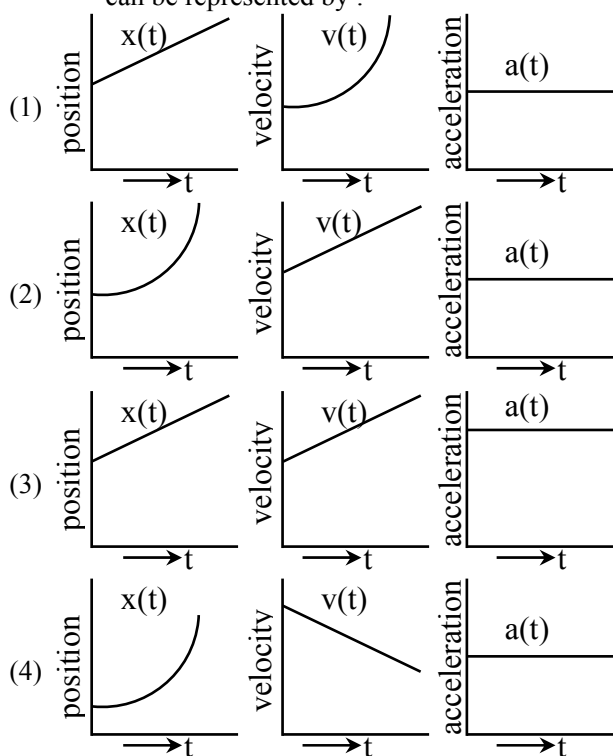 can be represented by :
(1) position x(t) t velocity v(t) t acceleration a(t) t
(2) position x(t) t velocity v(t) t acceleration a(t) t
(3) position x(t) t velocity v(t) t acceleration a(t) t
(4) position x(t) t velocity v(t) t acceleration a(t) t